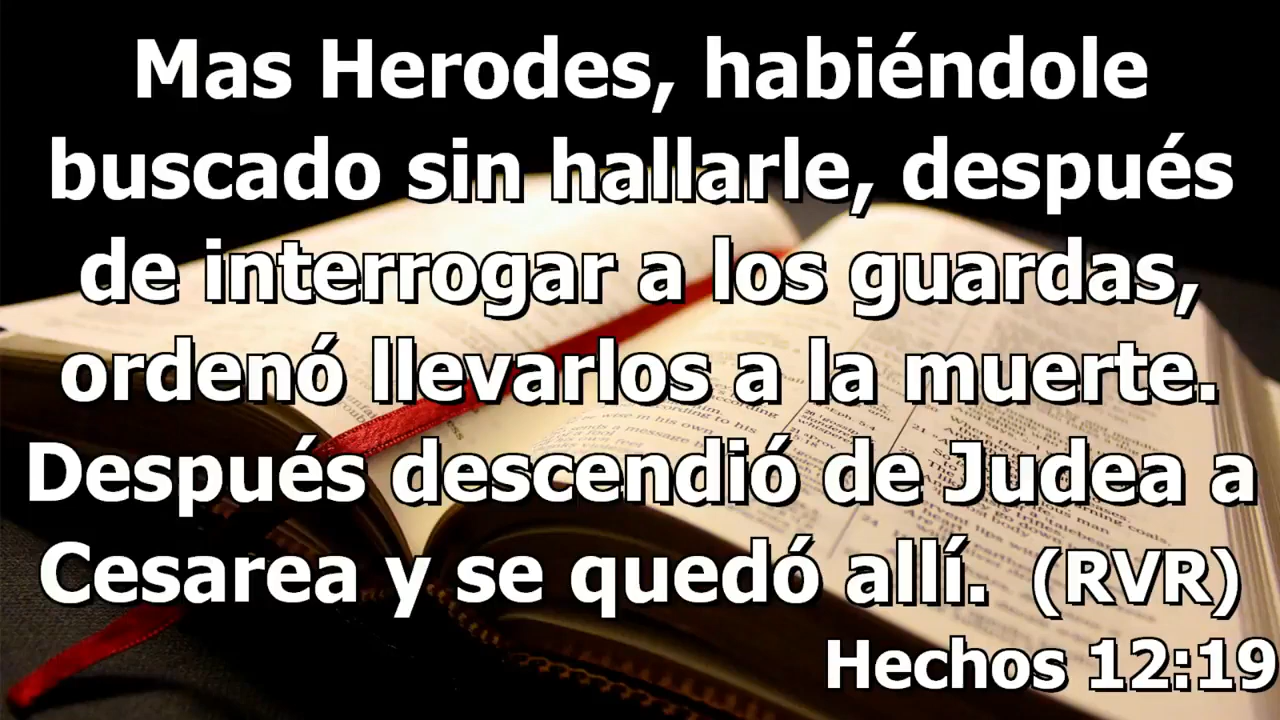 Mas Herodes, habiéndole
buscado sin hallarle, después
de interrogar a los guardas,
ordenó llevarlos a la muerte.
Después descendió de Judea a
Cesarea y se quedó allí. (RVR)
Hechos 12:19